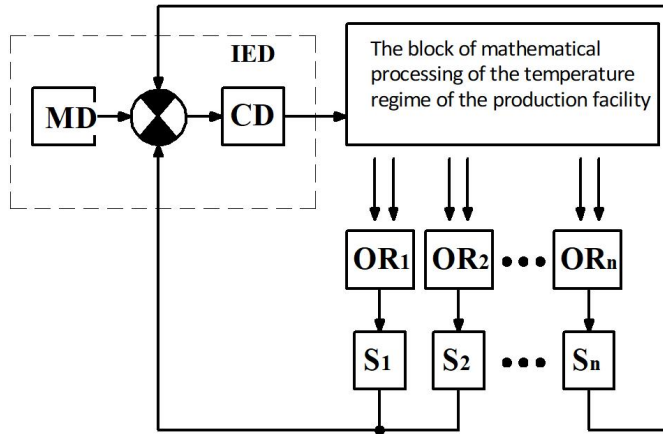 IED
The block of mathematical
processing of the temperature
regime of the production facility
MD
CD
OR1
OR2
ORn
S1
S2
Sn